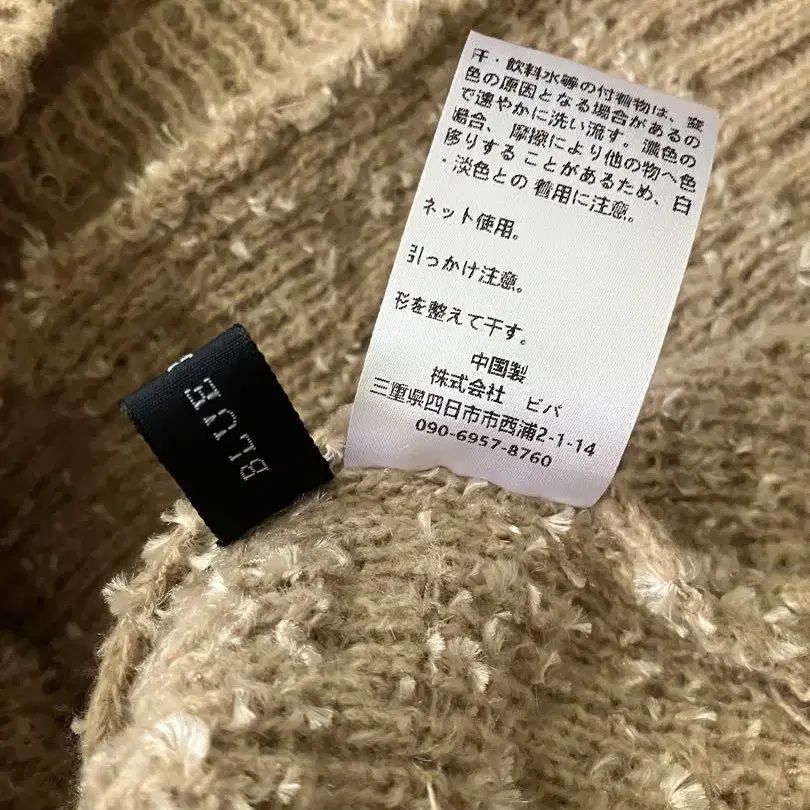 汗・飲料水等の付着物は、変
色の原因となる場合があるの
で速やかに洗い流す。濃色の
場合、摩擦により他の物へ色
移りする ことがあるため、白
・淡色との 着用に注意。
ネット使用。
引っかけ注意。
形を整えて干す。
中国製
株式会社 ビバ
三重県四日市市西浦2-1-14
090-6957-8760
BLUE